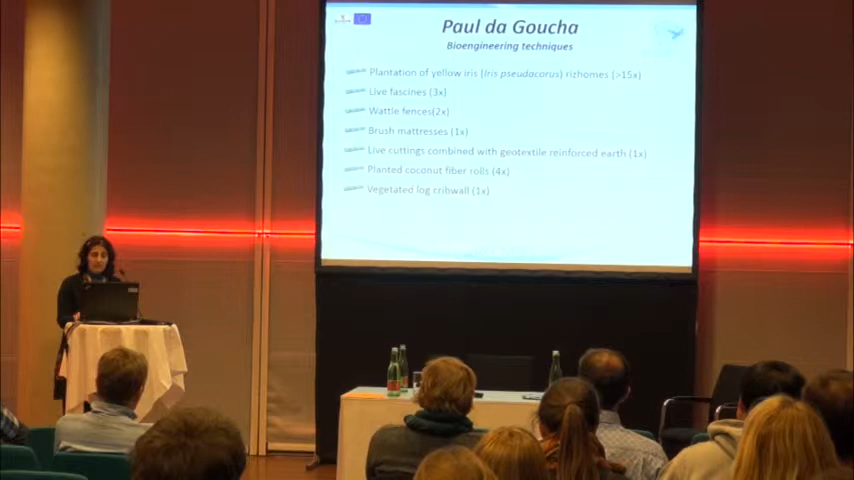 Paul da Goucha
Bioengineering techniques
Plantation of yellow iris (Iris pseudacorus) rizhomes (>15x)
Live fascines (3x)
Wattle fences(2x)
Brush mattresses (1x)
Live cuttings combined with geotextile reinforced earth (1x)
Planted coconut fiber rolls (4x)
Vegetated log cribwall (1x)